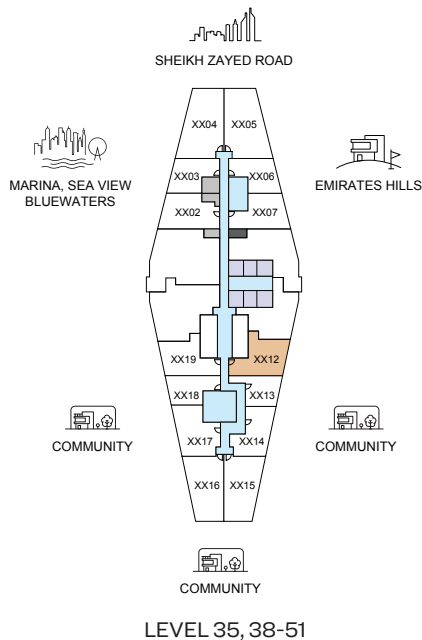 SHEIKH ZAYED ROAD
XX04 XX05
MARINA, SEA VIEW
BLUEWATERS
EMIRATES HILLS
XX03 XX06
XX02 XX07
XX19 XX12
XX18 XX13
COMMUNITY
COMMUNITY
XX17 XX14
XX16 XX15
COMMUNITY
LEVEL 35, 38-51